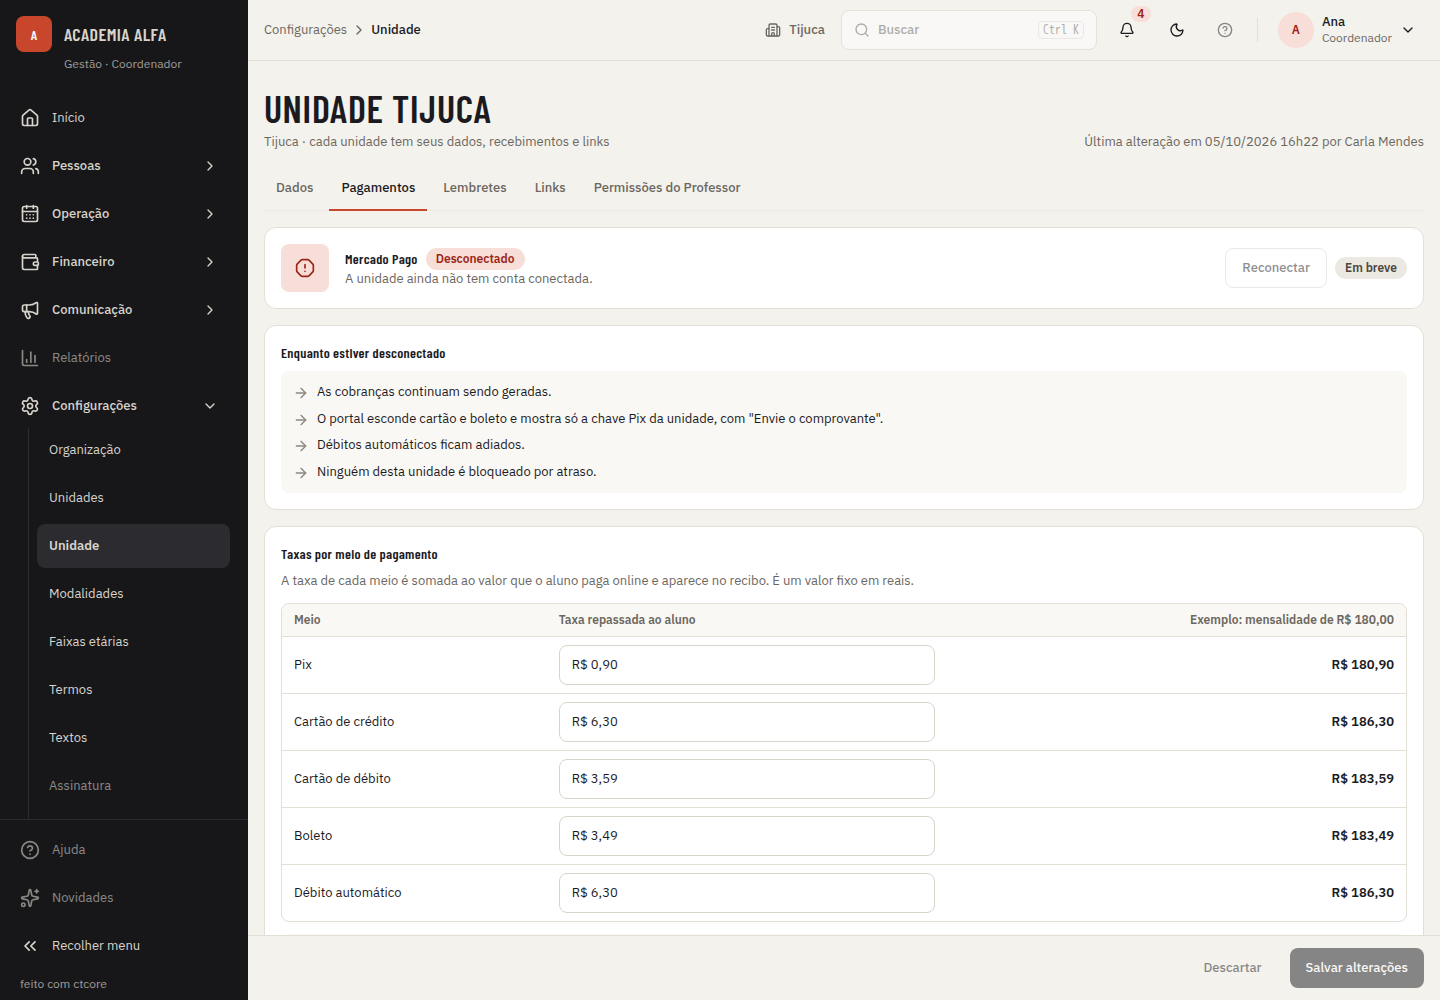 A
ACADEMIA ALFA
Gestão · Coordenador
Início
Pessoas
Operação
Financeiro
Comunicação
Relatórios
Configurações
Organização
Unidades
Unidade
Modalidades
Faixas etárias
Termos
Textos
Assinatura
Ajuda
Novidades
Recolher menu
feito com ctcore
Configurações > Unidade
Tijuca
Buscar
Ctrl K
4
A
Ana
Coordenador
UNIDADE TIJUCA
Tijuca · cada unidade tem seus dados, recebimentos e links
Última alteração em 05/10/2026 16h22 por Carla Mendes
Dados Pagamentos Lembretes Links Permissões do Professor
Mercado Pago Desconectado
A unidade ainda não tem conta conectada.
Reconectar Em breve
Enquanto estiver desconectado
As cobranças continuam sendo geradas.
O portal esconde cartão e boleto e mostra só a chave Pix da unidade, com "Envie o comprovante".
Débitos automáticos ficam adiados.
Ninguém desta unidade é bloqueado por atraso.
Taxas por meio de pagamento
A taxa de cada meio é somada ao valor que o aluno paga online e aparece no recibo. É um valor fixo em reais.
Meio Taxa repassada ao aluno Exemplo: mensalidade de R$ 180,00
Pix R$ 0,90 R$ 180,90
Cartão de crédito R$ 6,30 R$ 186,30
Cartão de débito R$ 3,59 R$ 183,59
Boleto R$ 3,49 R$ 183,49
Débito automático R$ 6,30 R$ 186,30
Descartar Salvar alterações